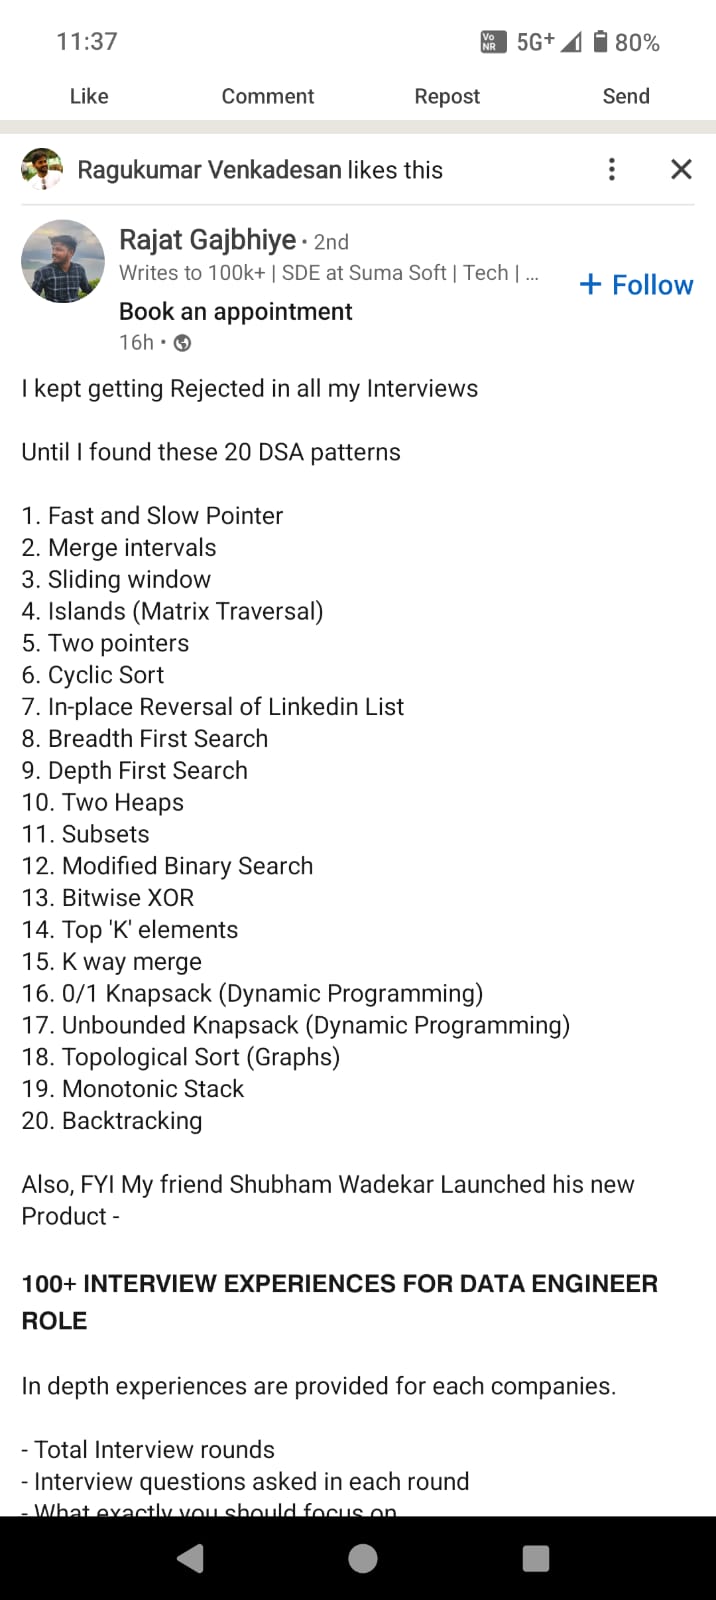 11:37
Vo NR 5G+ 80%
Like Comment Repost Send
Ragukumar Venkadesan likes this
Rajat Gajbhiye • 2nd
Writes to 100k+ | SDE at Suma Soft | Tech | ...
+ Follow
Book an appointment
16h •
I kept getting Rejected in all my Interviews
Until I found these 20 DSA patterns
1. Fast and Slow Pointer
2. Merge intervals
3. Sliding window
4. Islands (Matrix Traversal)
5. Two pointers
6. Cyclic Sort
7. In-place Reversal of Linkedin List
8. Breadth First Search
9. Depth First Search
10. Two Heaps
11. Subsets
12. Modified Binary Search
13. Bitwise XOR
14. Top 'K' elements
15. K way merge
16. 0/1 Knapsack (Dynamic Programming)
17. Unbounded Knapsack (Dynamic Programming)
18. Topological Sort (Graphs)
19. Monotonic Stack
20. Backtracking
Also, FYI My friend Shubham Wadekar Launched his new
Product -
100+ INTERVIEW EXPERIENCES FOR DATA ENGINEER
ROLE
In depth experiences are provided for each companies.
- Total Interview rounds
- Interview questions asked in each round
- What exactly you should focus on